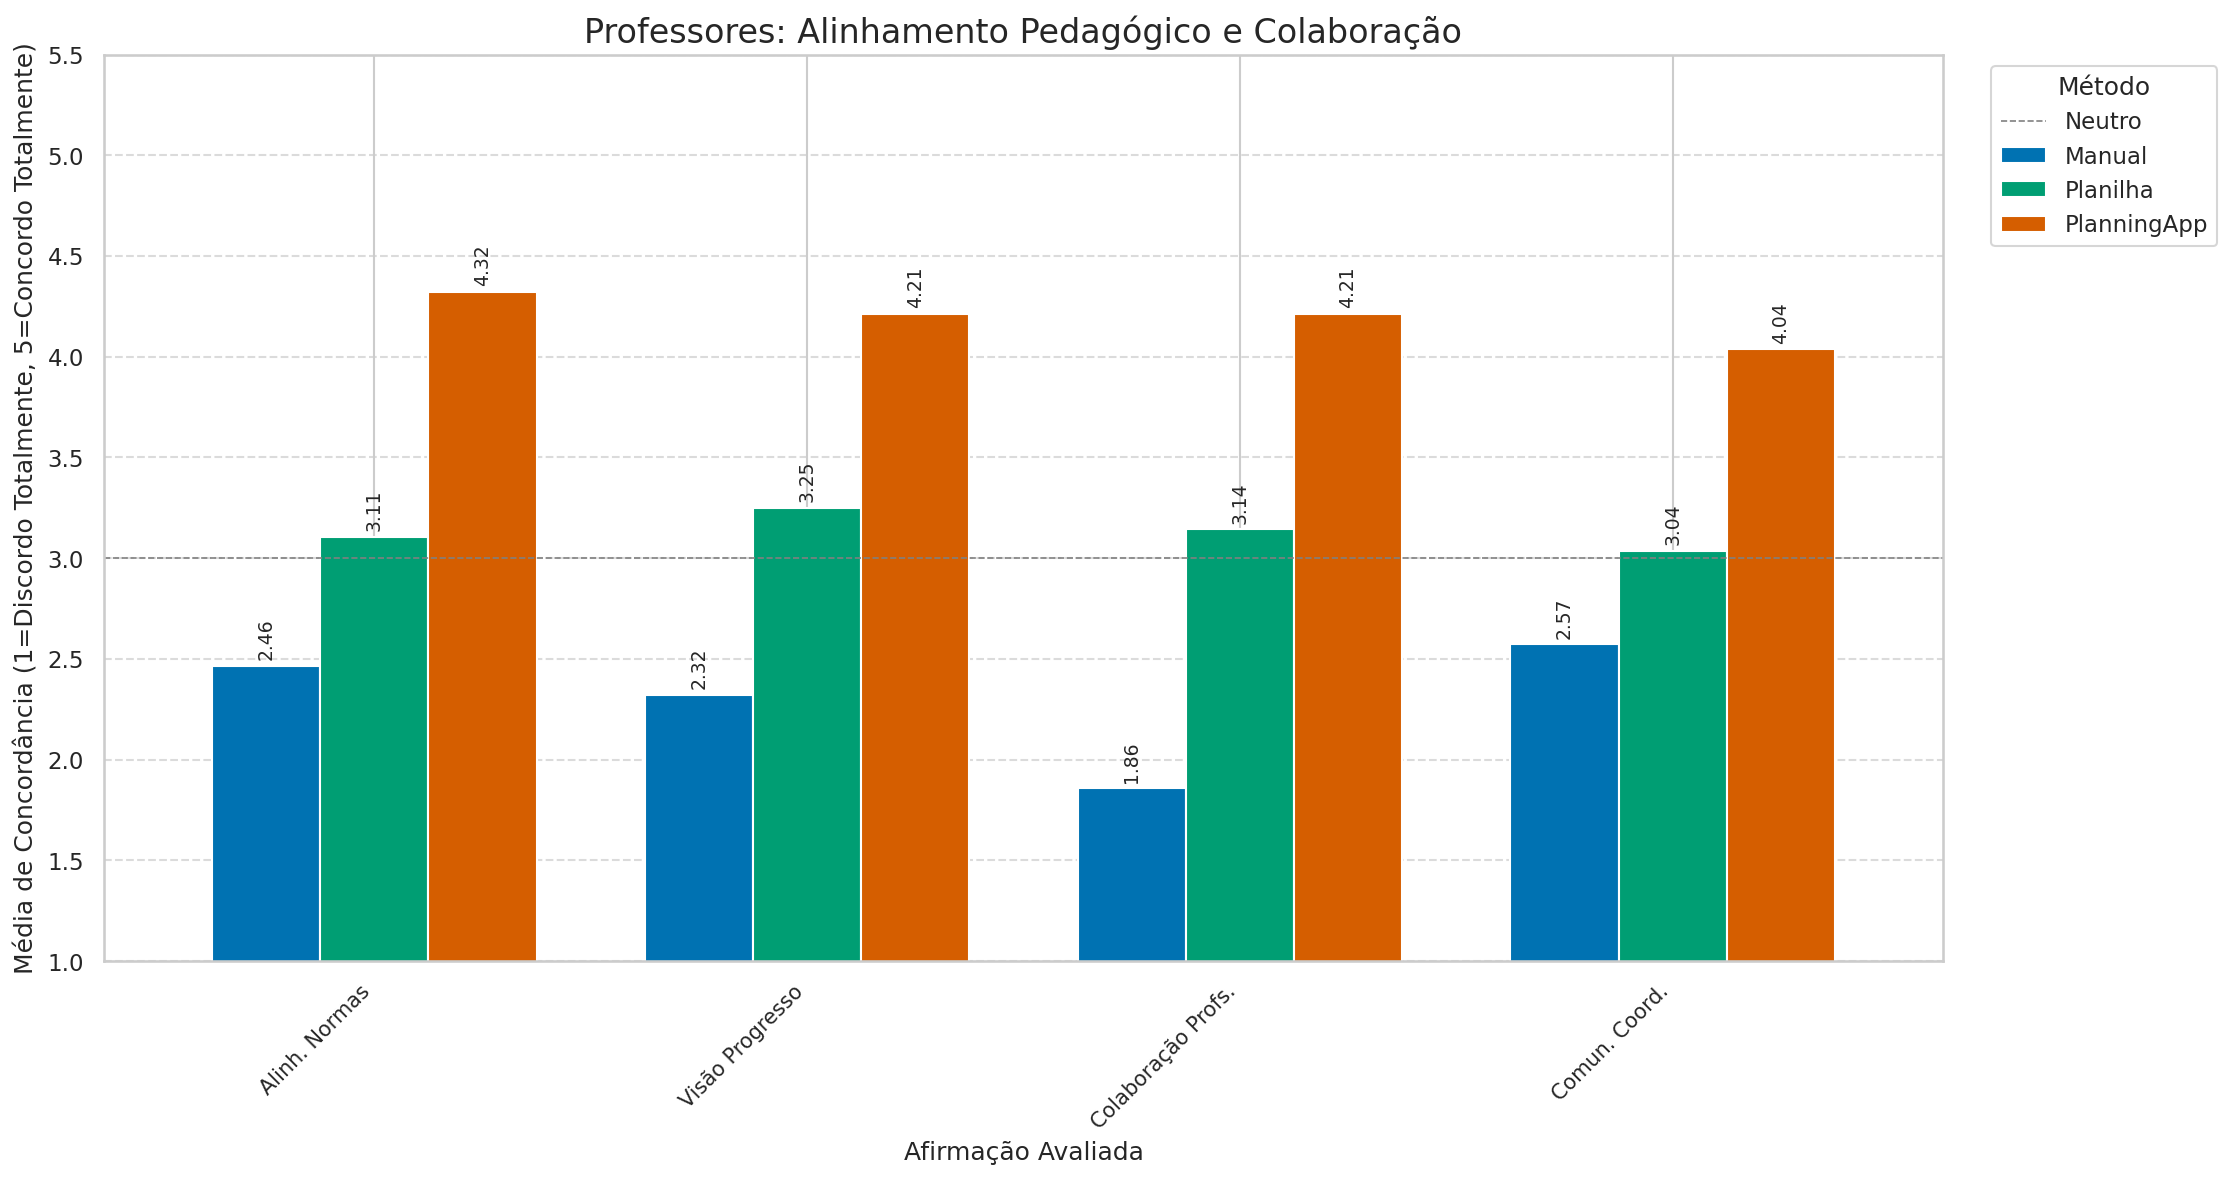 Professores: Alinhamento Pedagógico e Colaboração
Média de Concordância (1=Discordo Totalmente, 5=Concordo Totalmente)
5.5
5.0
4.5
4.0
3.5
3.0
2.5
2.0
1.5
1.0
2.46
3.11
4.32
2.32
3.25
4.21
1.86
3.14
4.21
2.57
3.04
4.04
Alinh. Normas
Visão Progresso
Colaboração Profs.
Comun. Coord.
Afirmação Avaliada
Método
Neutro
Manual
Planilha
PlanningApp